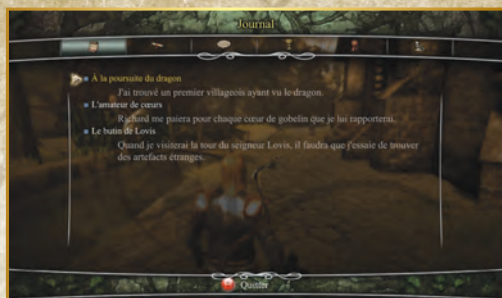 Journal
À la poursuite du dragon
J'ai trouvé un premier villageois ayant vu le dragon.
L'amateur de cœurs
Richard me paiera pour chaque cœur de gobelin que je lui rapporterai.
Le butin de Lovis
Quand je visiterai la tour du seigneur Lovis, il faudra que j'essaie de trouver
des artefacts étranges.
Quitter